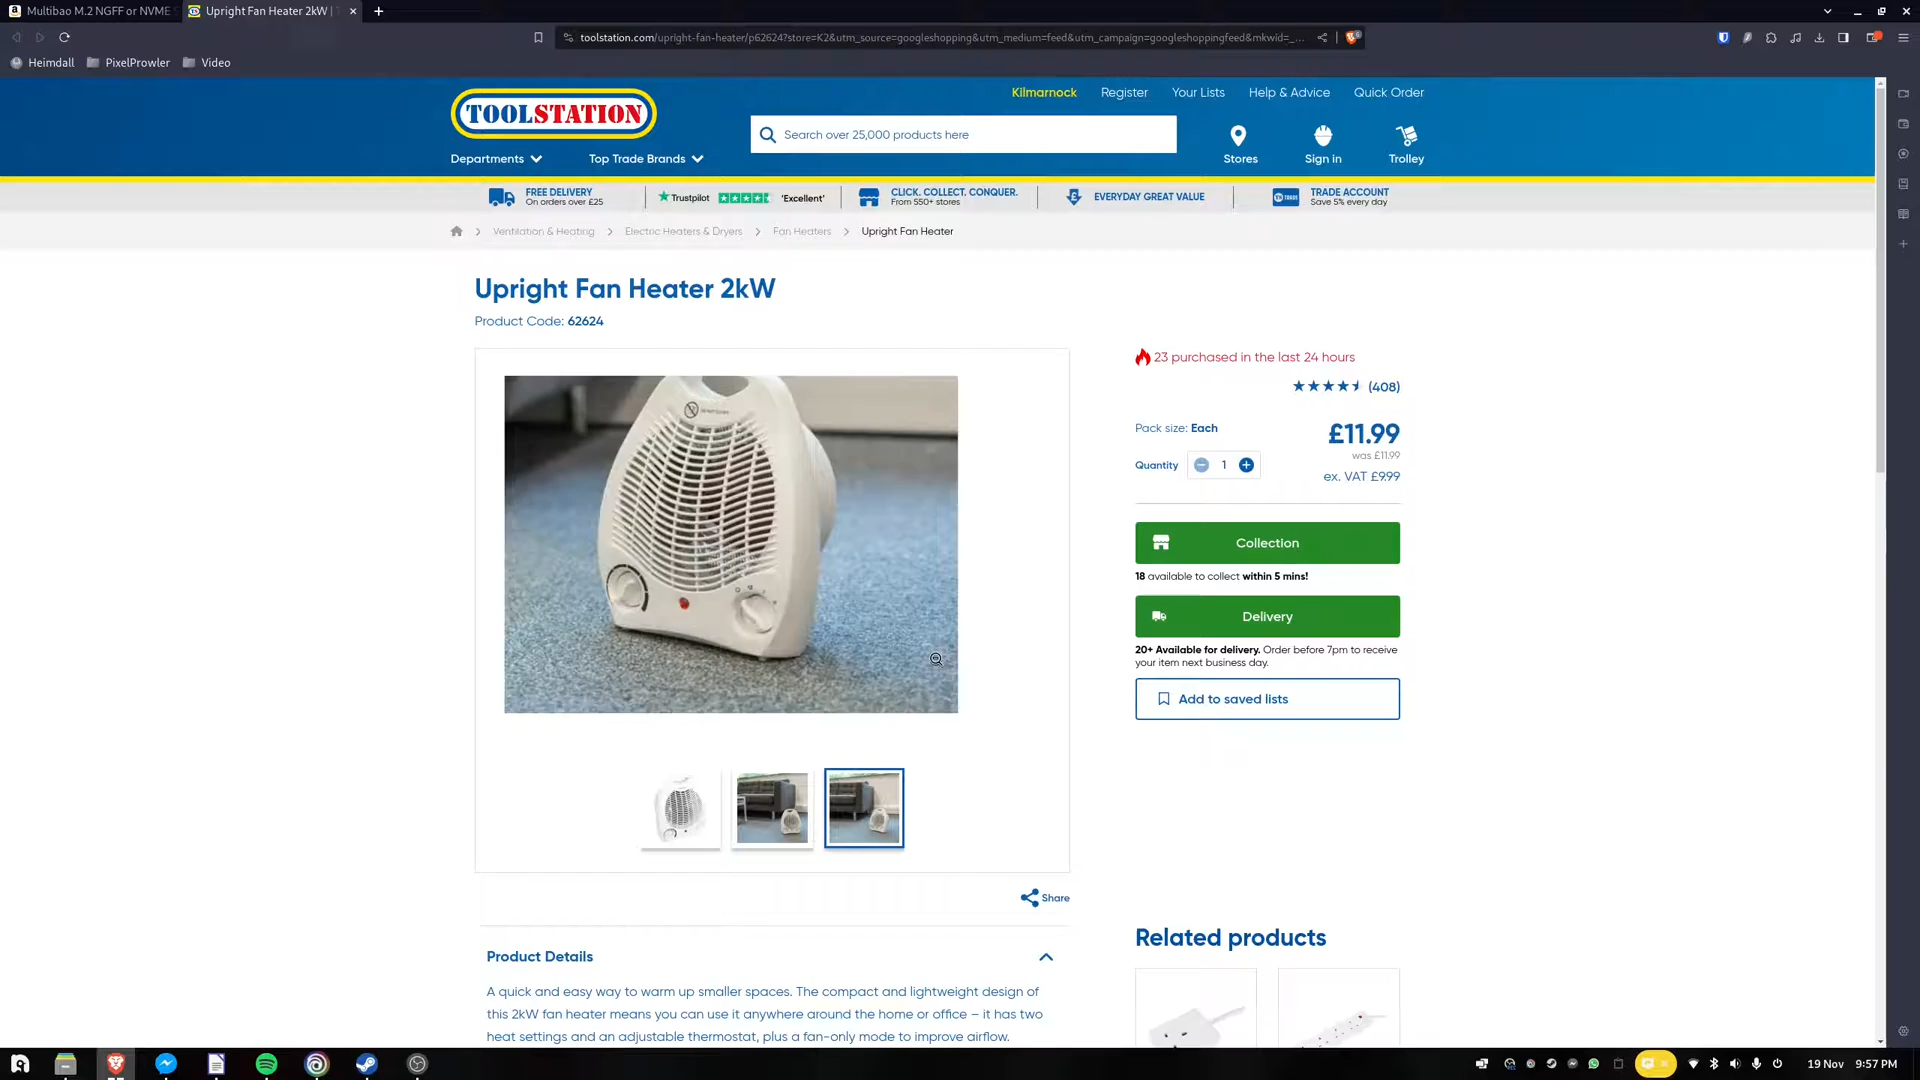 Multibao M.2 NGFF or NVME
Upright Fan Heater 2kW |
toolstation.com/upright-fan-heater/p62624?store=K2&utm_source=googleshopping&utm_medium=feed&utm_campaign=googleshoppingfeed&mkwid=_...
Heimdall
PixelProwler
Video
Kilmarnock
Register
Your Lists
Help & Advice
Quick Order
TOOLSTATION
Search over 25,000 products here
Departments
Top Trade Brands
Stores
Sign in
Trolley
FREE DELIVERY
On orders over £25
Trustpilot
'Excellent'
CLICK. COLLECT. CONQUER.
From 550+ stores
EVERYDAY GREAT VALUE
TRADE ACCOUNT
Save 5% every day
Ventilation & Heating
Electric Heaters & Dryers
Fan Heaters
Upright Fan Heater
Upright Fan Heater 2kW
Product Code: 62624
23 purchased in the last 24 hours
(408)
Pack size: Each
£11.99
was £11.99
Quantity
1
ex. VAT £9.99
Collection
18 available to collect within 5 mins!
Delivery
20+ Available for delivery. Order before 7pm to receive
your item next business day.
Add to saved lists
Share
Related products
Product Details
A quick and easy way to warm up smaller spaces. The compact and lightweight design of
this 2kW fan heater means you can use it anywhere around the home or office – it has two
heat settings and an adjustable thermostat, plus a fan-only mode to improve airflow.
19 Nov
9:57 PM